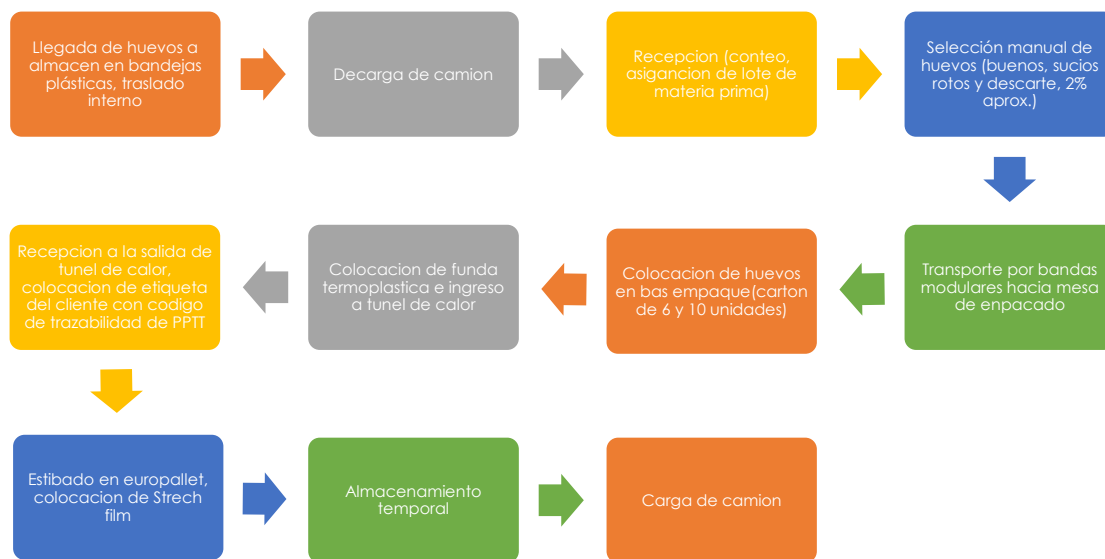 Llegada de huevos a
almacen en bandejas
plásticas, traslado
interno
Decarga de camion
Recepcion (conteo,
asigancion de lote de
materia prima)
Selección manual de
huevos (buenos, sucios
rotos y descarte, 2%
aprox.)
Transporte por bandas
modulares hacia mesa
de enpacado
Colocacion de huevos
en bas empaque(carton
de 6 y 10 unidades)
Colocacion de funda
termoplastica e ingreso
a tunel de calor
Recepcion a la salida de
tunel de calor,
colocacion de etiqueta
del cliente con codigo
de trazabilidad de PPTT
Estibado en europallet,
colocacion de Strech
film
Almacenamiento
temporal
Carga de camion